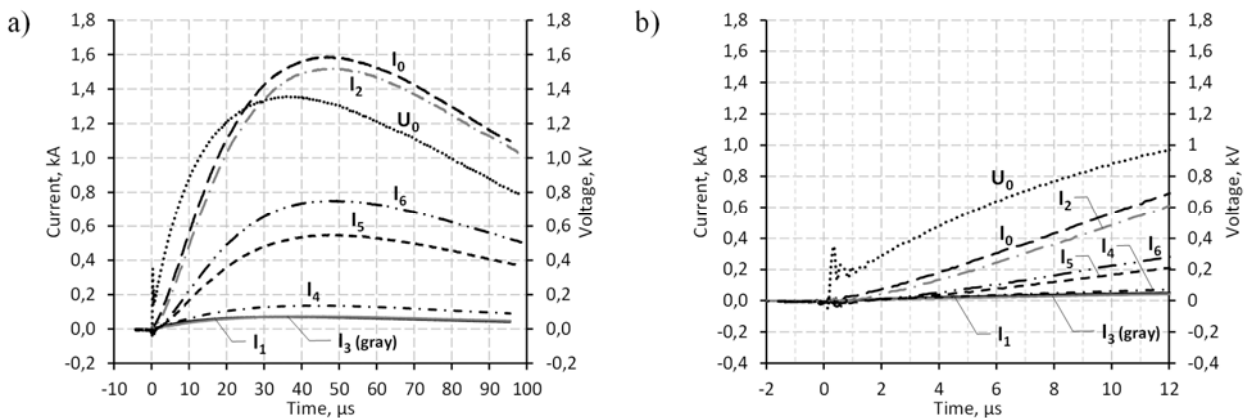 a)
Current, kA
1,8
1,6
1,4
1,2
1,0
0,8
0,6
0,4
0,2
0,0
-0,2
-10 0 10 20 30 40 50 60 70 80 90 100
Time, µs
1,8
1,6
1,4
1,2
1,0
0,8
0,6
0,4
0,2
0,0
-0,2
Voltage, kV
I0
I2
U0
I6
I5
I4
I1
I3 (gray)
b)
Current, kA
1,8
1,6
1,4
1,2
1,0
0,8
0,6
0,4
0,2
0,0
-0,2
-0,4
-2 0 2 4 6 8 10 12
Time, µs
1,8
1,6
1,4
1,2
1
0,8
0,6
0,4
0,2
0,0
-0,2
-0,4
Voltage, kV
U0
I2
I0
I4
I6
I5
I1
I3 (gray)